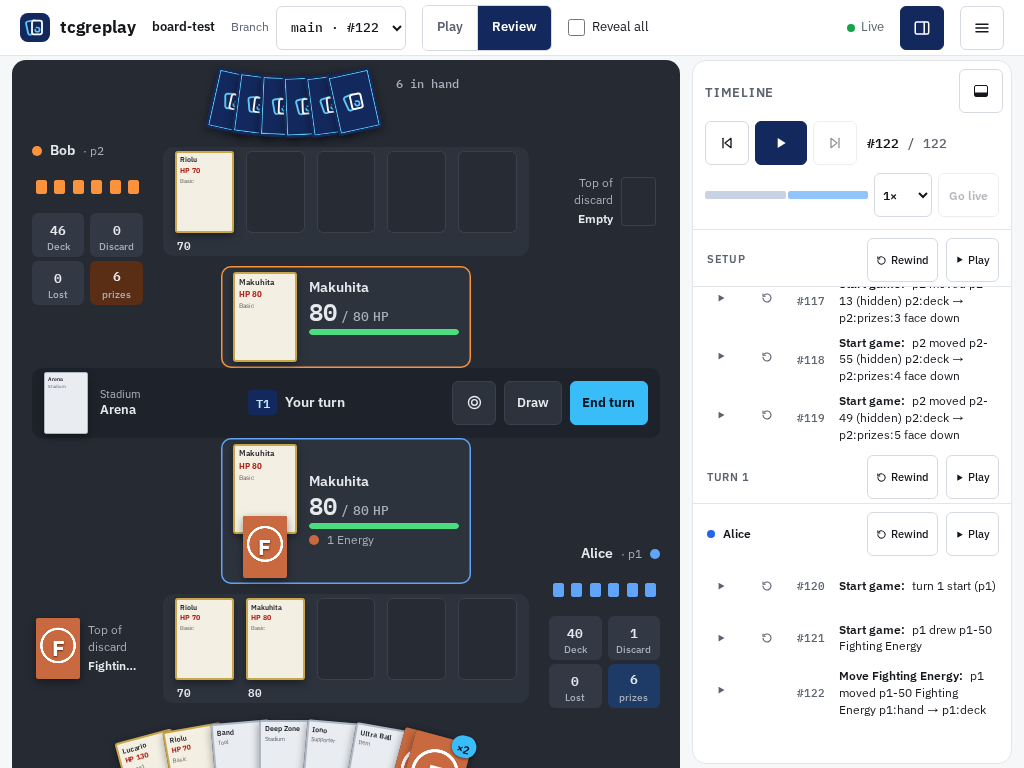 tcgreplay board-test Branch main · #122 Play Review Reveal all Live
6 in hand
Bob · p2
46 Deck
0 Discard
0 Lost
6 prizes
Riolu
HP 70
Basic
70
Top of
discard
Empty
Makuhita
HP 80
Basic
Makuhita
80 / 80 HP
Arena
Stadium
Stadium
Arena
T1 Your turn
Draw
End turn
Makuhita
HP 80
Basic
F
Makuhita
80 / 80 HP
1 Energy
Alice · p1
40 Deck
1 Discard
0 Lost
6 prizes
F
Top of
discard
Fightin...
Riolu
HP 70
Basic
70
Makuhita
HP 80
Basic
80
Lucario
HP 130
Riolu
HP 70
Basic
Band
Tool
Deep Zone
Stadium
Iono
Supporter
Ultra Ball
Item
×2
TIMELINE
#122 / 122
1× Go live
SETUP Rewind Play
#117 Start game: p2 moved p2-
13 (hidden) p2:deck →
p2:prizes:3 face down
#118 Start game: p2 moved p2-
55 (hidden) p2:deck →
p2:prizes:4 face down
#119 Start game: p2 moved p2-
49 (hidden) p2:deck →
p2:prizes:5 face down
TURN 1 Rewind Play
Alice Rewind Play
#120 Start game: turn 1 start (p1)
#121 Start game: p1 drew p1-50
Fighting Energy
#122 Move Fighting Energy: p1
moved p1-50 Fighting
Energy p1:hand → p1:deck